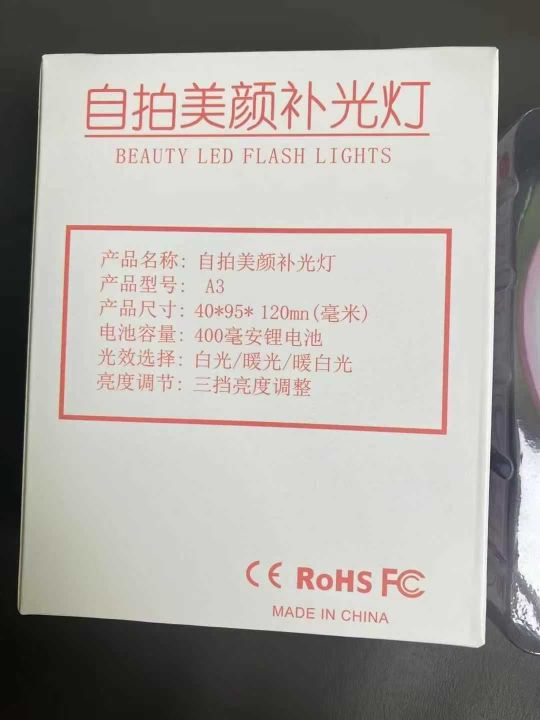 自拍美颜补光灯
BEAUTY LED FLASH LIGHTS
产品名称: 自拍美颜补光灯
产品型号: A3
产品尺寸: 40*95* 120mn(毫米)
电池容量: 400毫安锂电池
光效选择: 白光/暖光/暖白光
亮度调节: 三挡亮度调整
CE RoHS FC
MADE IN CHINA